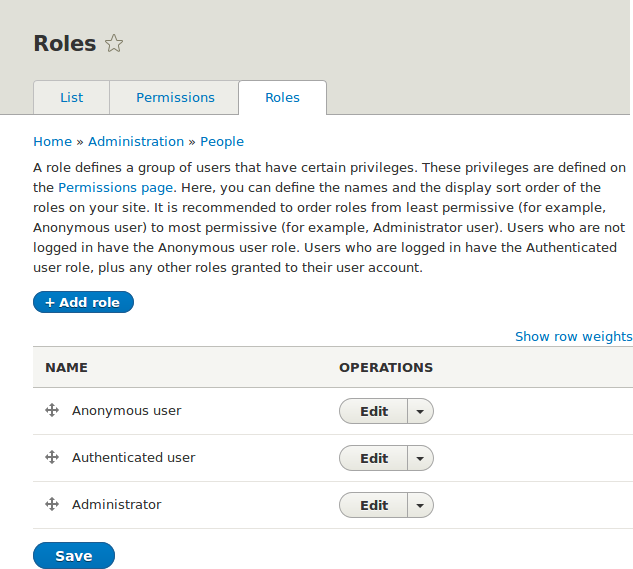 Roles
List Permissions Roles
Home » Administration » People
A role defines a group of users that have certain privileges. These privileges are defined on
the Permissions page. Here, you can define the names and the display sort order of the
roles on your site. It is recommended to order roles from least permissive (for example,
Anonymous user) to most permissive (for example, Administrator user). Users who are not
logged in have the Anonymous user role. Users who are logged in have the Authenticated
user role, plus any other roles granted to their user account.
+ Add role
Show row weights
NAME OPERATIONS
Anonymous user Edit
Authenticated user Edit
Administrator Edit
Save